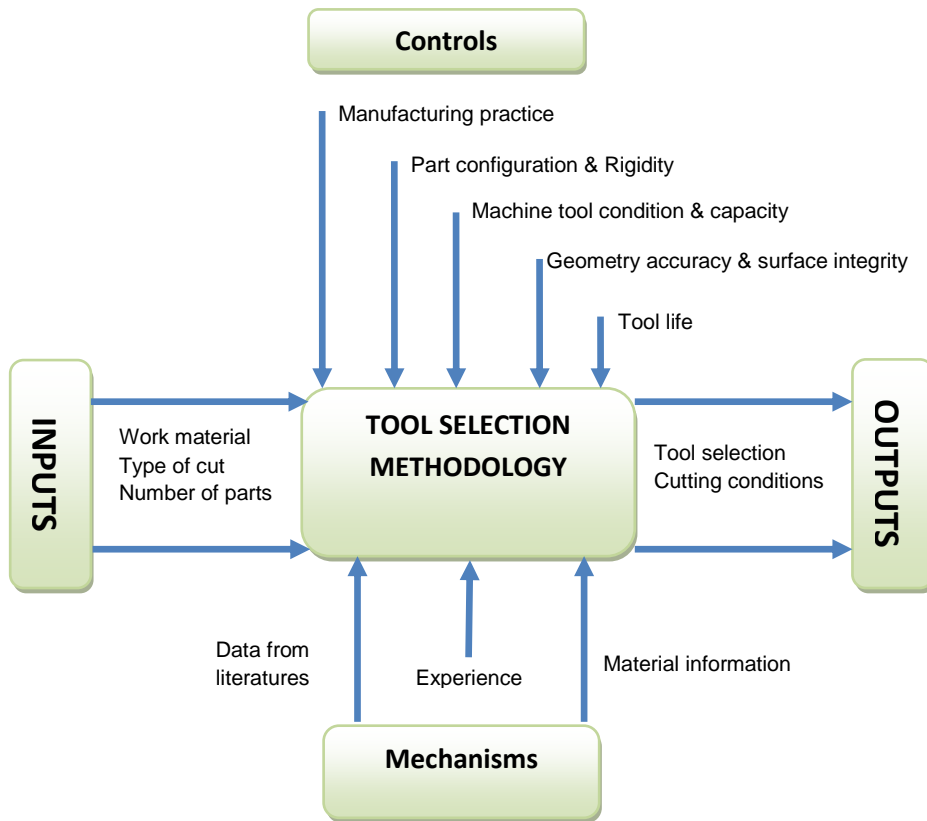 Controls
Manufacturing practice
Part configuration & Rigidity
Machine tool condition & capacity
Geometry accuracy & surface integrity
Tool life
INPUTS
Work material
Type of cut
Number of parts
TOOL SELECTION
METHODOLOGY
Tool selection
Cutting conditions
OUTPUTS
Data from
literatures
Experience
Material information
Mechanisms